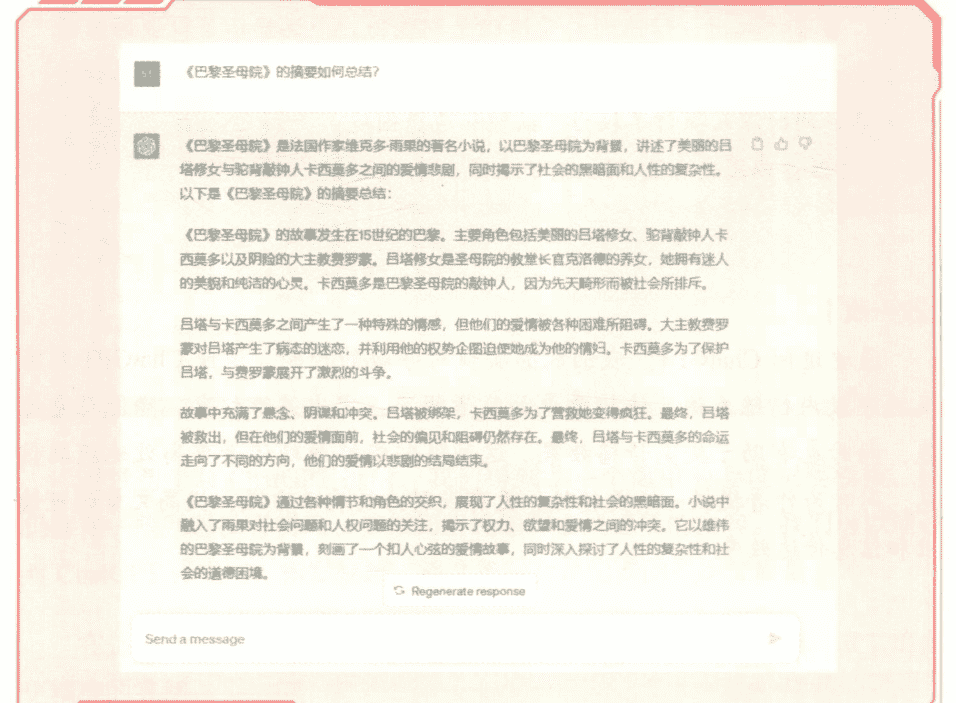 《巴黎圣母院》的摘要如何总结？
《巴黎圣母院》是法国作家维克多·雨果的著名小说，以巴黎圣母院为背景，讲述了美丽的吕
塔修女与驼背敲钟人卡西莫多之间的爱情悲剧，同时揭示了社会的黑暗面和人性的复杂性。
以下是《巴黎圣母院》的摘要总结：
《巴黎圣母院》的故事发生在15世纪的巴黎。主要角色包括美丽的吕塔修女、驼背敲钟人卡
西莫多以及阴险的大主教费罗蒙。吕塔修女是圣母院的教堂长官克洛德的养女，她拥有迷人
的美貌和纯洁的心灵。卡西莫多是巴黎圣母院的敲钟人，因为先天畸形而被社会所排斥。
吕塔与卡西莫多之间产生了一种特殊的情感，但他们的爱情被各种困难所阻碍。大主教费罗
蒙对吕塔产生了病态的迷恋，并利用他的权势企图迫使她成为他的情妇。卡西莫多为了保护
吕塔，与费罗蒙展开了激烈的斗争。
故事中充满了悬念、阴谋和冲突。吕塔被绑架，卡西莫多为了营救她变得疯狂。最终，吕塔
被救出，但在他们的爱情面前，社会的偏见和阻碍仍然存在。最终，吕塔与卡西莫多的命运
走向了不同的方向，他们的爱情以悲剧的结局结束。
《巴黎圣母院》通过各种情节和角色的交织，展现了人性的复杂性和社会的黑暗面。小说中
融入了雨果对社会问题和人权问题的关注，揭示了权力、欲望和爱情之间的冲突。它以雄伟
的巴黎圣母院为背景，刻画了一个扣人心弦的爱情故事，同时深入探讨了人性的复杂性和社
会的道德困境。
Regenerate response
Send a message